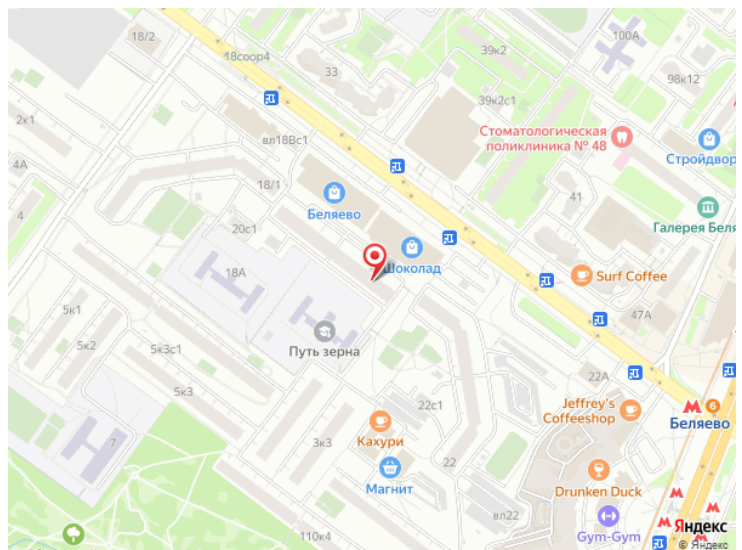 18/2
18соор4
33
39к2
100А
98к12
2к1
39к2с1
вл18Вс1
Стоматологическая
поликлиника № 48
Стройдвор
4А
18/1
41
4
Беляево
20с1
Галерея Беля
Шоколад
18А
Surf Coffee
5к1
47А
5к2
Путь зерна
5к3с1
22А
5к3
Jeffrey's
Coffeeshop
6
22с1
Беляево
7
3к3
Кахури
22
Магнит
Drunken Duck
вл22
Gym-Gym
Яндекс
110к4
© Яндекс